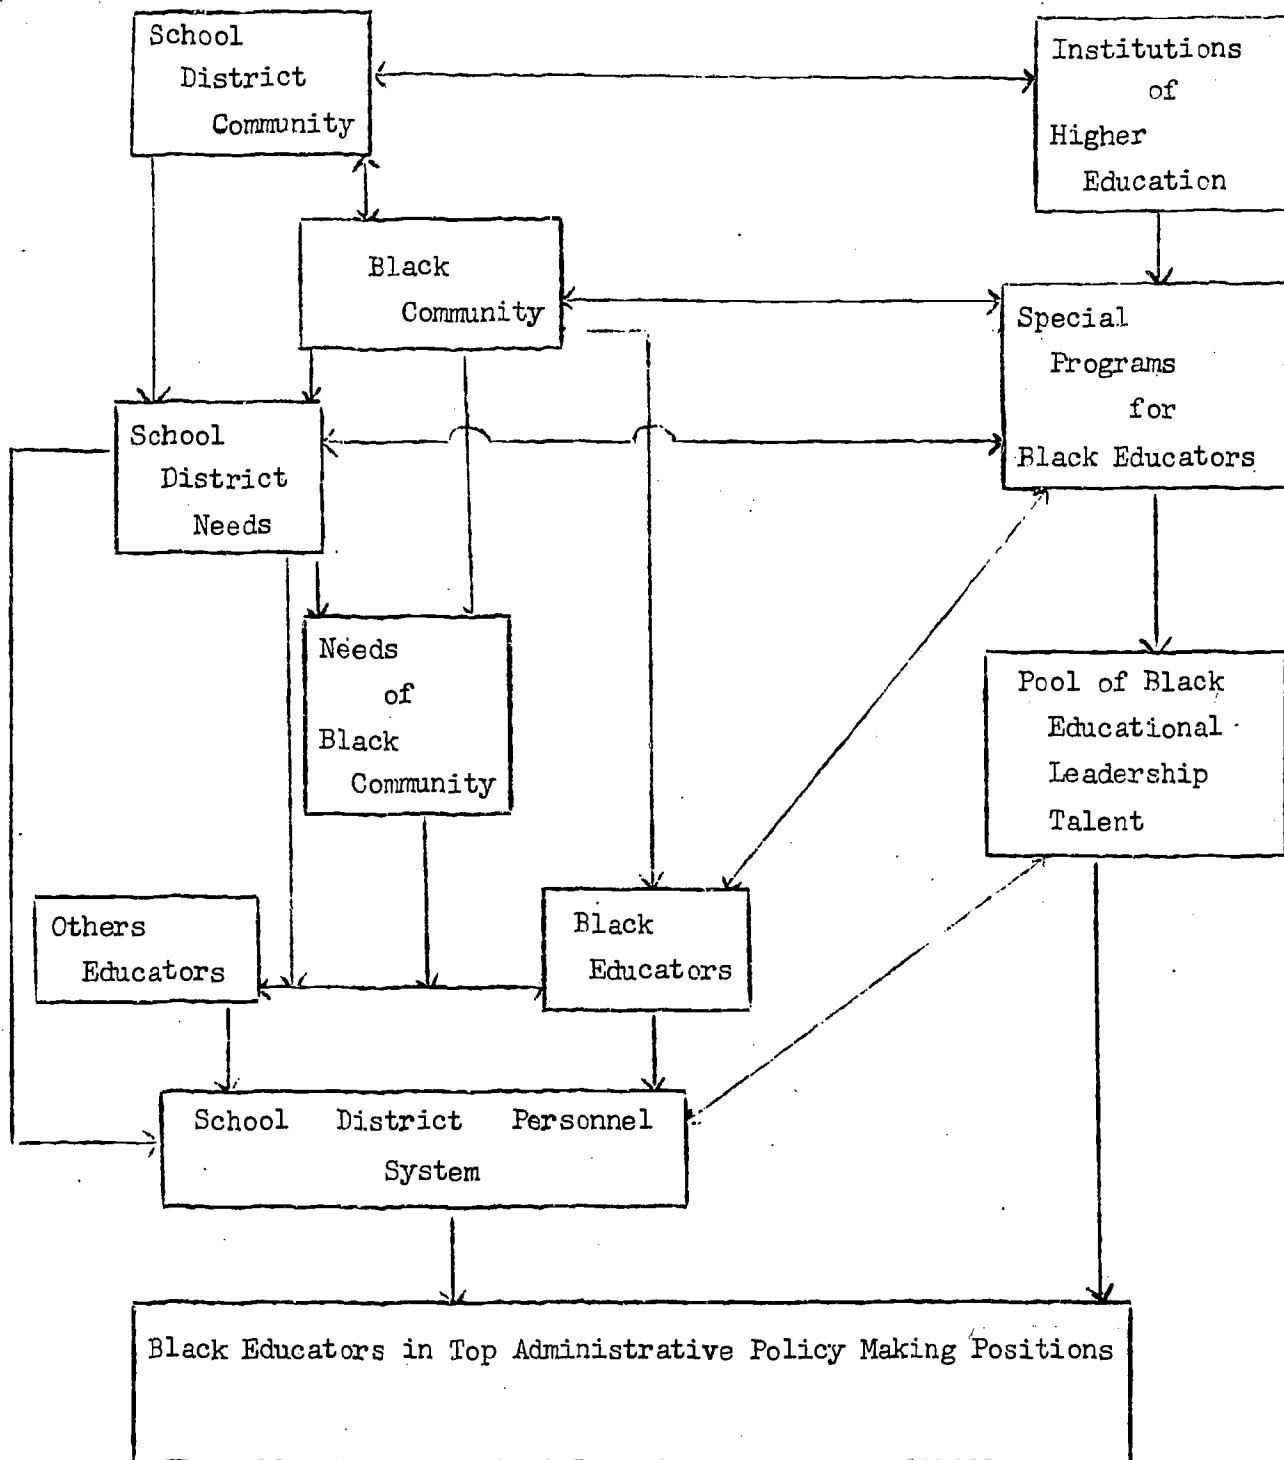 School
District
Community
Institutions
of
Higher
Education
Black
Community
Special
Programs
for
Black Educators
School
District
Needs
Needs
of
Black
Community
Pool of Black
Educational
Leadership
Talent
Others
Educators
Black
Educators
School District Personnel
System
Black Educators in Top Administrative Policy Making Positions